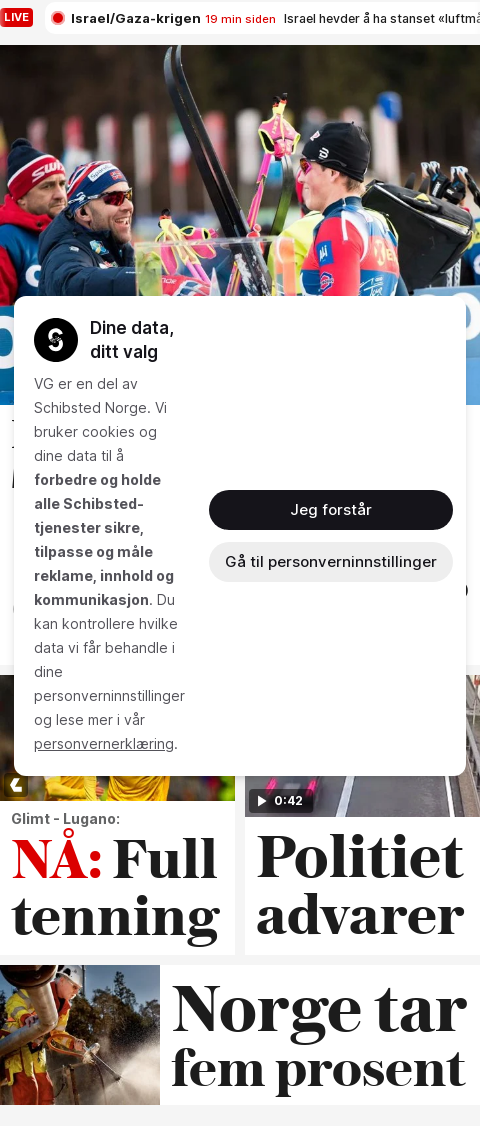 LIVE Israel/Gaza-krigen 19 min siden Israel hevder å ha stanset «luftmå
Dine data,
ditt valg
VG er en del av
Schibsted Norge. Vi
bruker cookies og
dine data til å
forbedre og holde
alle Schibsted-
tjenester sikre,
tilpasse og måle
reklame, innhold og
kommunikasjon. Du
kan kontrollere hvilke
data vi får behandle i
dine
personverninnstillinger
og lese mer i vår
personvernerklæring.
Jeg forstår
Gå til personverninnstillinger
Glimt - Lugano:
NÅ: Full
tenning
0:42
Politiet
advarer
Norge tar
fem prosent